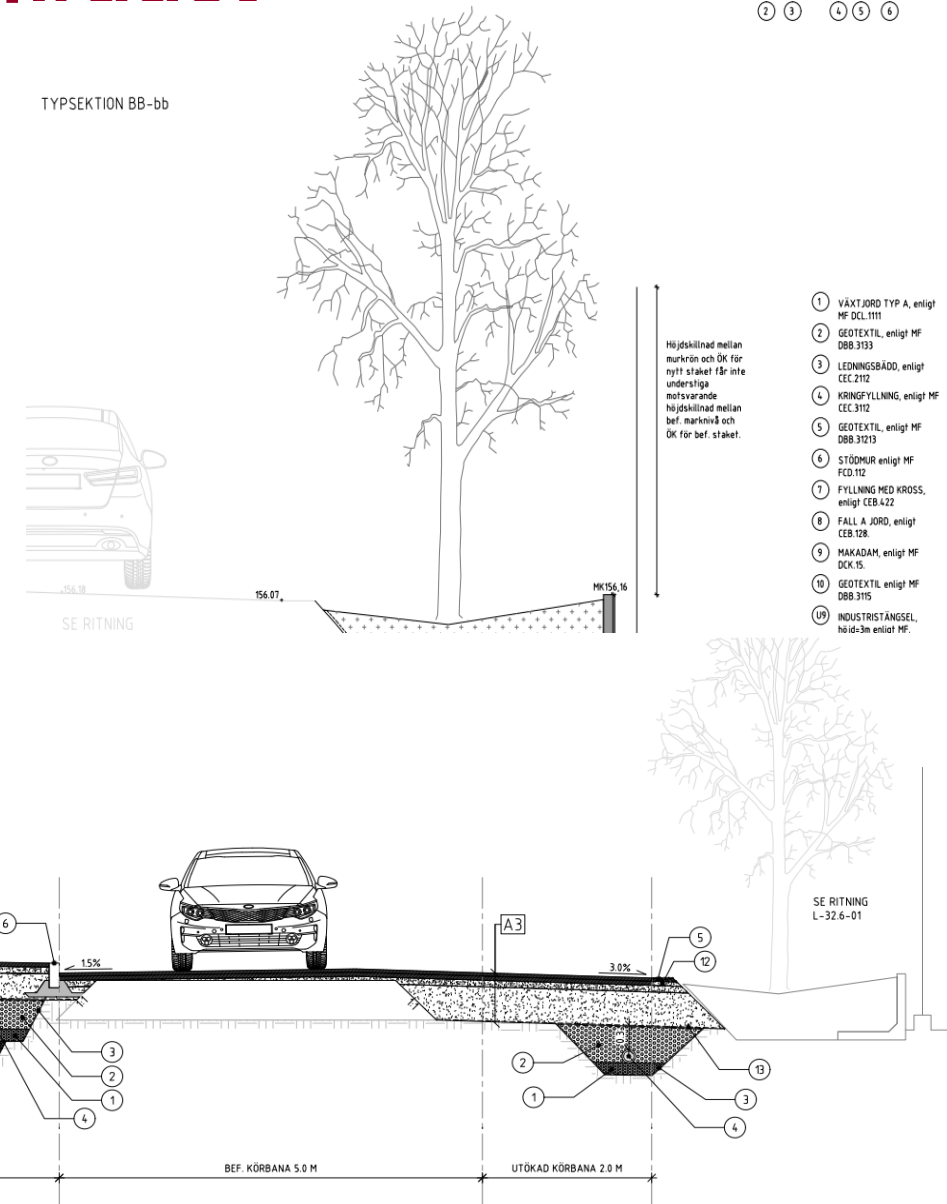 2 3 4 5 6
TYPSEKTION BB-bb
Höjdskillnad mellan
murkrön och ÖK för
nytt staket får inte
understiga
motsvarande
höjdskillnad mellan
bef. marknivå och
ÖK för bef. staket.
1 VÄXTJORD TYP A, enligt
MF DCL.1111
2 GEOTEXTIL, enligt MF
DBB.3133
3 LEDNINGSBÄDD, enligt
CEC.2112
4 KRINGFYLLNING, enligt MF
CEC.3112
5 GEOTEXTIL, enligt MF
DBB.31213
6 STÖDMUR enligt MF
FCD.112
7 FYLLNING MED KROSS,
enligt CEB.422
8 FALL A JORD, enligt
CEB.128.
9 MAKADAM, enligt MF
DCK.15.
10 GEOTEXTIL enligt MF
DBB.3115
U9 INDUSTRISTÄNGSEL,
höjd=3m enligt MF.
156.18
156.07
MK156,16
SE RITNING
SE RITNING
L-32.6-01
6
1.5%
A3
3.0%
5
12
3
2
1
4
2
1
13
3
4
BEF. KÖRBANA 5.0 M
UTÖKAD KÖRBANA 2.0 M